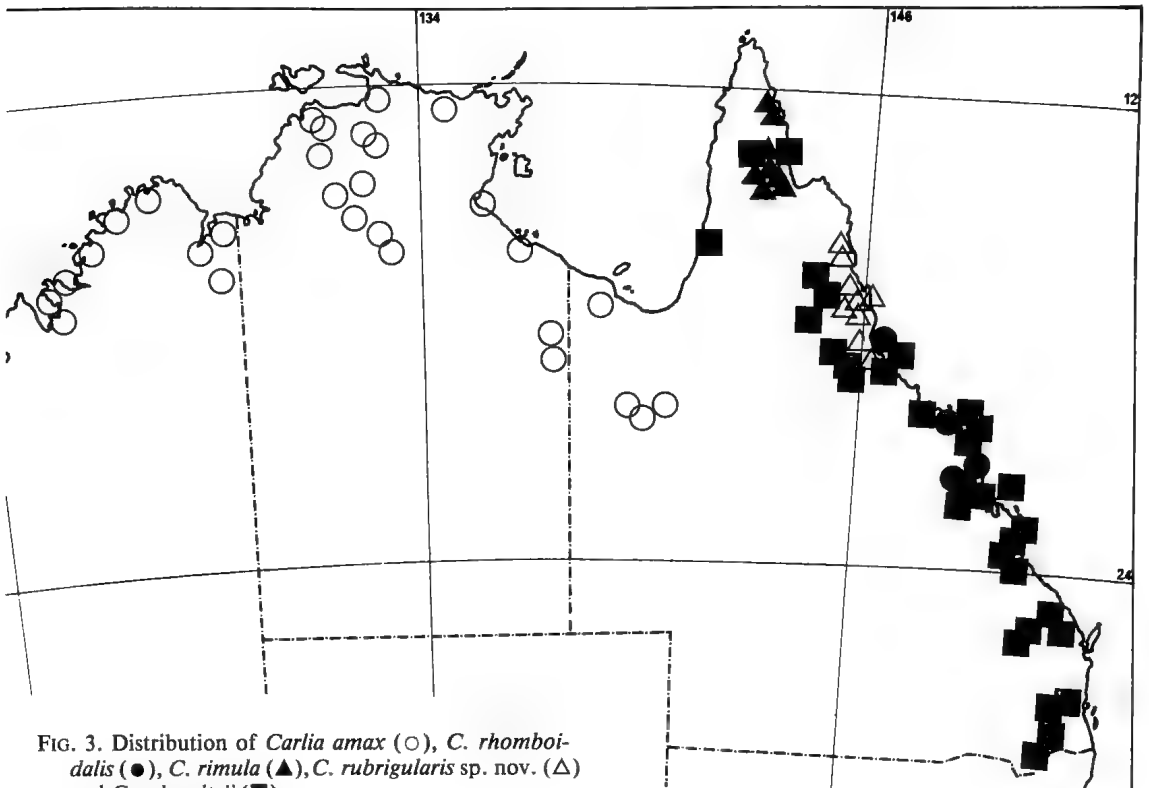 134
146
12
24
FIG. 3. Distribution of Carlia amax (○), C. rhomboi-
dalis (●), C. rimula (▲), C. rubrigularis sp. nov. (△)